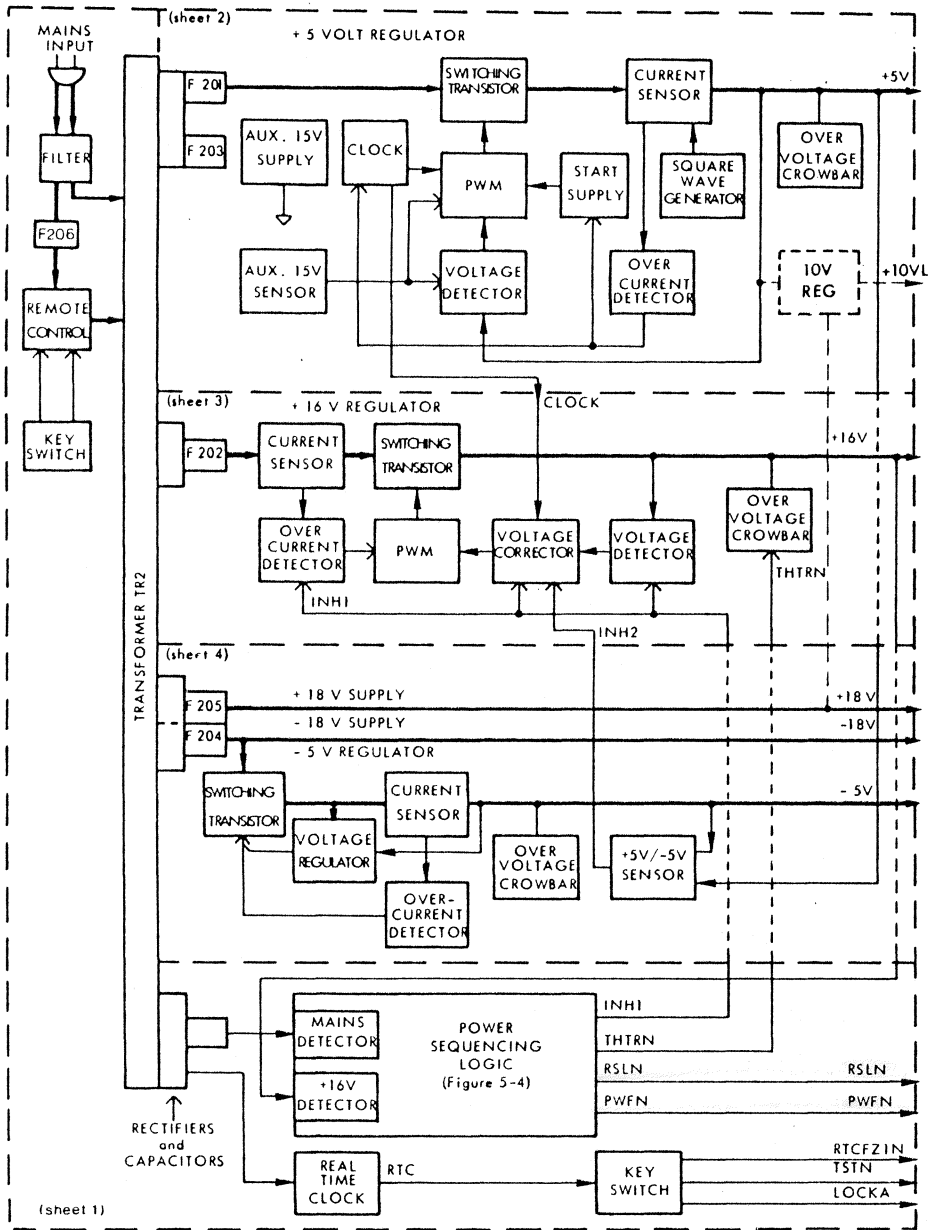 (sheet 2)
MAINS
INPUT
+ 5 VOLT REGULATOR
F 201
SWITCHING
TRANSISTOR
CURRENT
SENSOR
+5V
FILTER
F 203
AUX. 15V
SUPPLY
CLOCK
PWM
START
SUPPLY
SQUARE
WAVE
GENERATOR
OVER
VOLTAGE
CROWBAR
F206
AUX. 15V
SENSOR
VOLTAGE
DETECTOR
OVER
CURRENT
DETECTOR
10V
REG
+10VL
REMOTE
CONTROL
KEY
SWITCH
(sheet 3)
+ 16 V REGULATOR
CLOCK
+16V
F 202
CURRENT
SENSOR
SWITCHING
TRANSISTOR
OVER
VOLTAGE
CROWBAR
OVER
CURRENT
DETECTOR
PWM
VOLTAGE
CORRECTOR
VOLTAGE
DETECTOR
THTRN
INH1
INH2
TRANSFORMER TR2
(sheet 4)
F 205
+ 18 V SUPPLY
+18V
F 204
- 18 V SUPPLY
-18V
- 5 V REGULATOR
SWITCHING
TRANSISTOR
CURRENT
SENSOR
- 5V
VOLTAGE
REGULATOR
OVER
VOLTAGE
CROWBAR
+5V/-5V
SENSOR
OVER-
CURRENT
DETECTOR
MAINS
DETECTOR
POWER
SEQUENCING
LOGIC
(Figure 5-4)
INH1
THTRN
+16V
DETECTOR
RSLN
RSLN
PWFN
PWFN
RECTIFIERS
and
CAPACITORS
REAL
TIME
CLOCK
RTC
KEY
SWITCH
RTCFZIN
TSTN
LOCKA
(sheet 1)